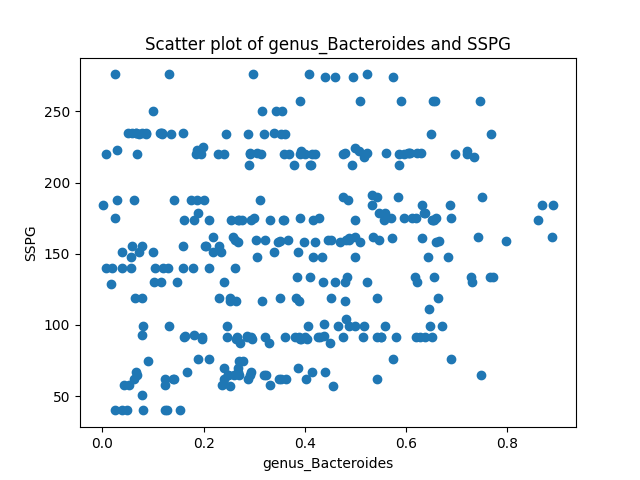 Scatter plot of genus_Bacteroides and SSPG
250
200
150
100
50
SSPG
0.0 0.2 0.4 0.6 0.8
genus_Bacteroides